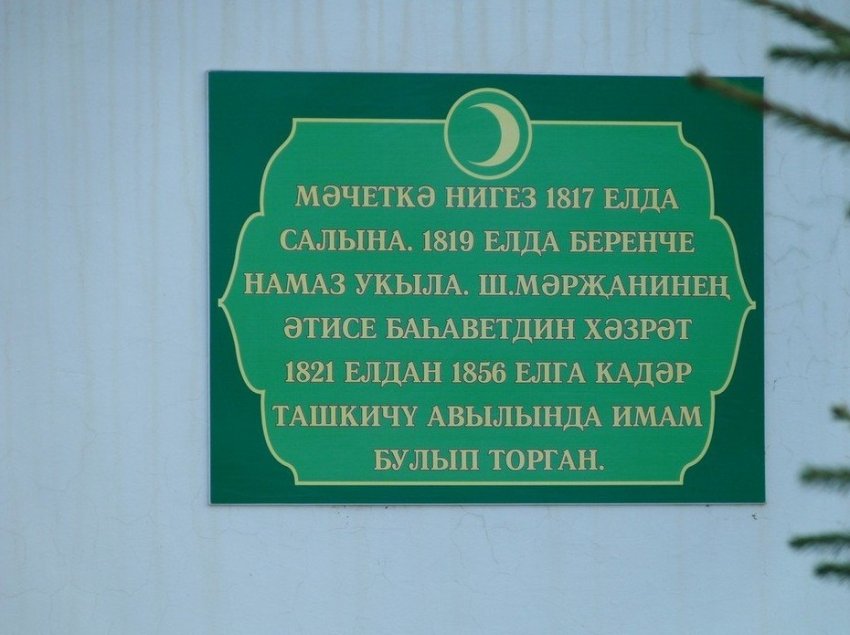 МӘЧЕТКӘ НИГЕЗ 1817 ЕЛДА
САЛЫНА. 1819 ЕЛДА БЕРЕНЧЕ
НАМАЗ УКЫЛА. Ш.МӘРҖАНИНЕҢ
ӘТИСЕ БАҺАВЕТДИН ХӘЗРӘТ
1821 ЕЛДАН 1856 ЕЛГА КАДӘР
ТАШКИЧҮ АВЫЛЫНДА ИМАМ
БУЛЫП ТОРГАН.